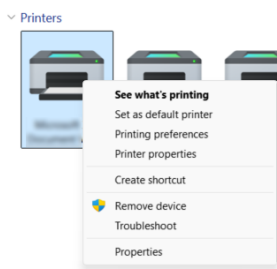 Printers
See what's printing
Set as default printer
Printing preferences
Printer properties
Create shortcut
Remove device
Troubleshoot
Properties